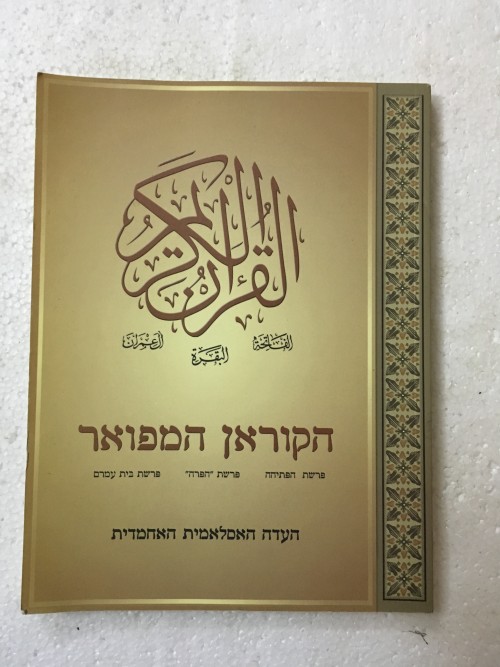 القرآن الكريم
الفاتحة البقرة آل عمران
הקוראן המפואר
פרשת הפתיחה פרשת "הפרה" פרשת בית עמרם
העדה האסלאמית האחמדית